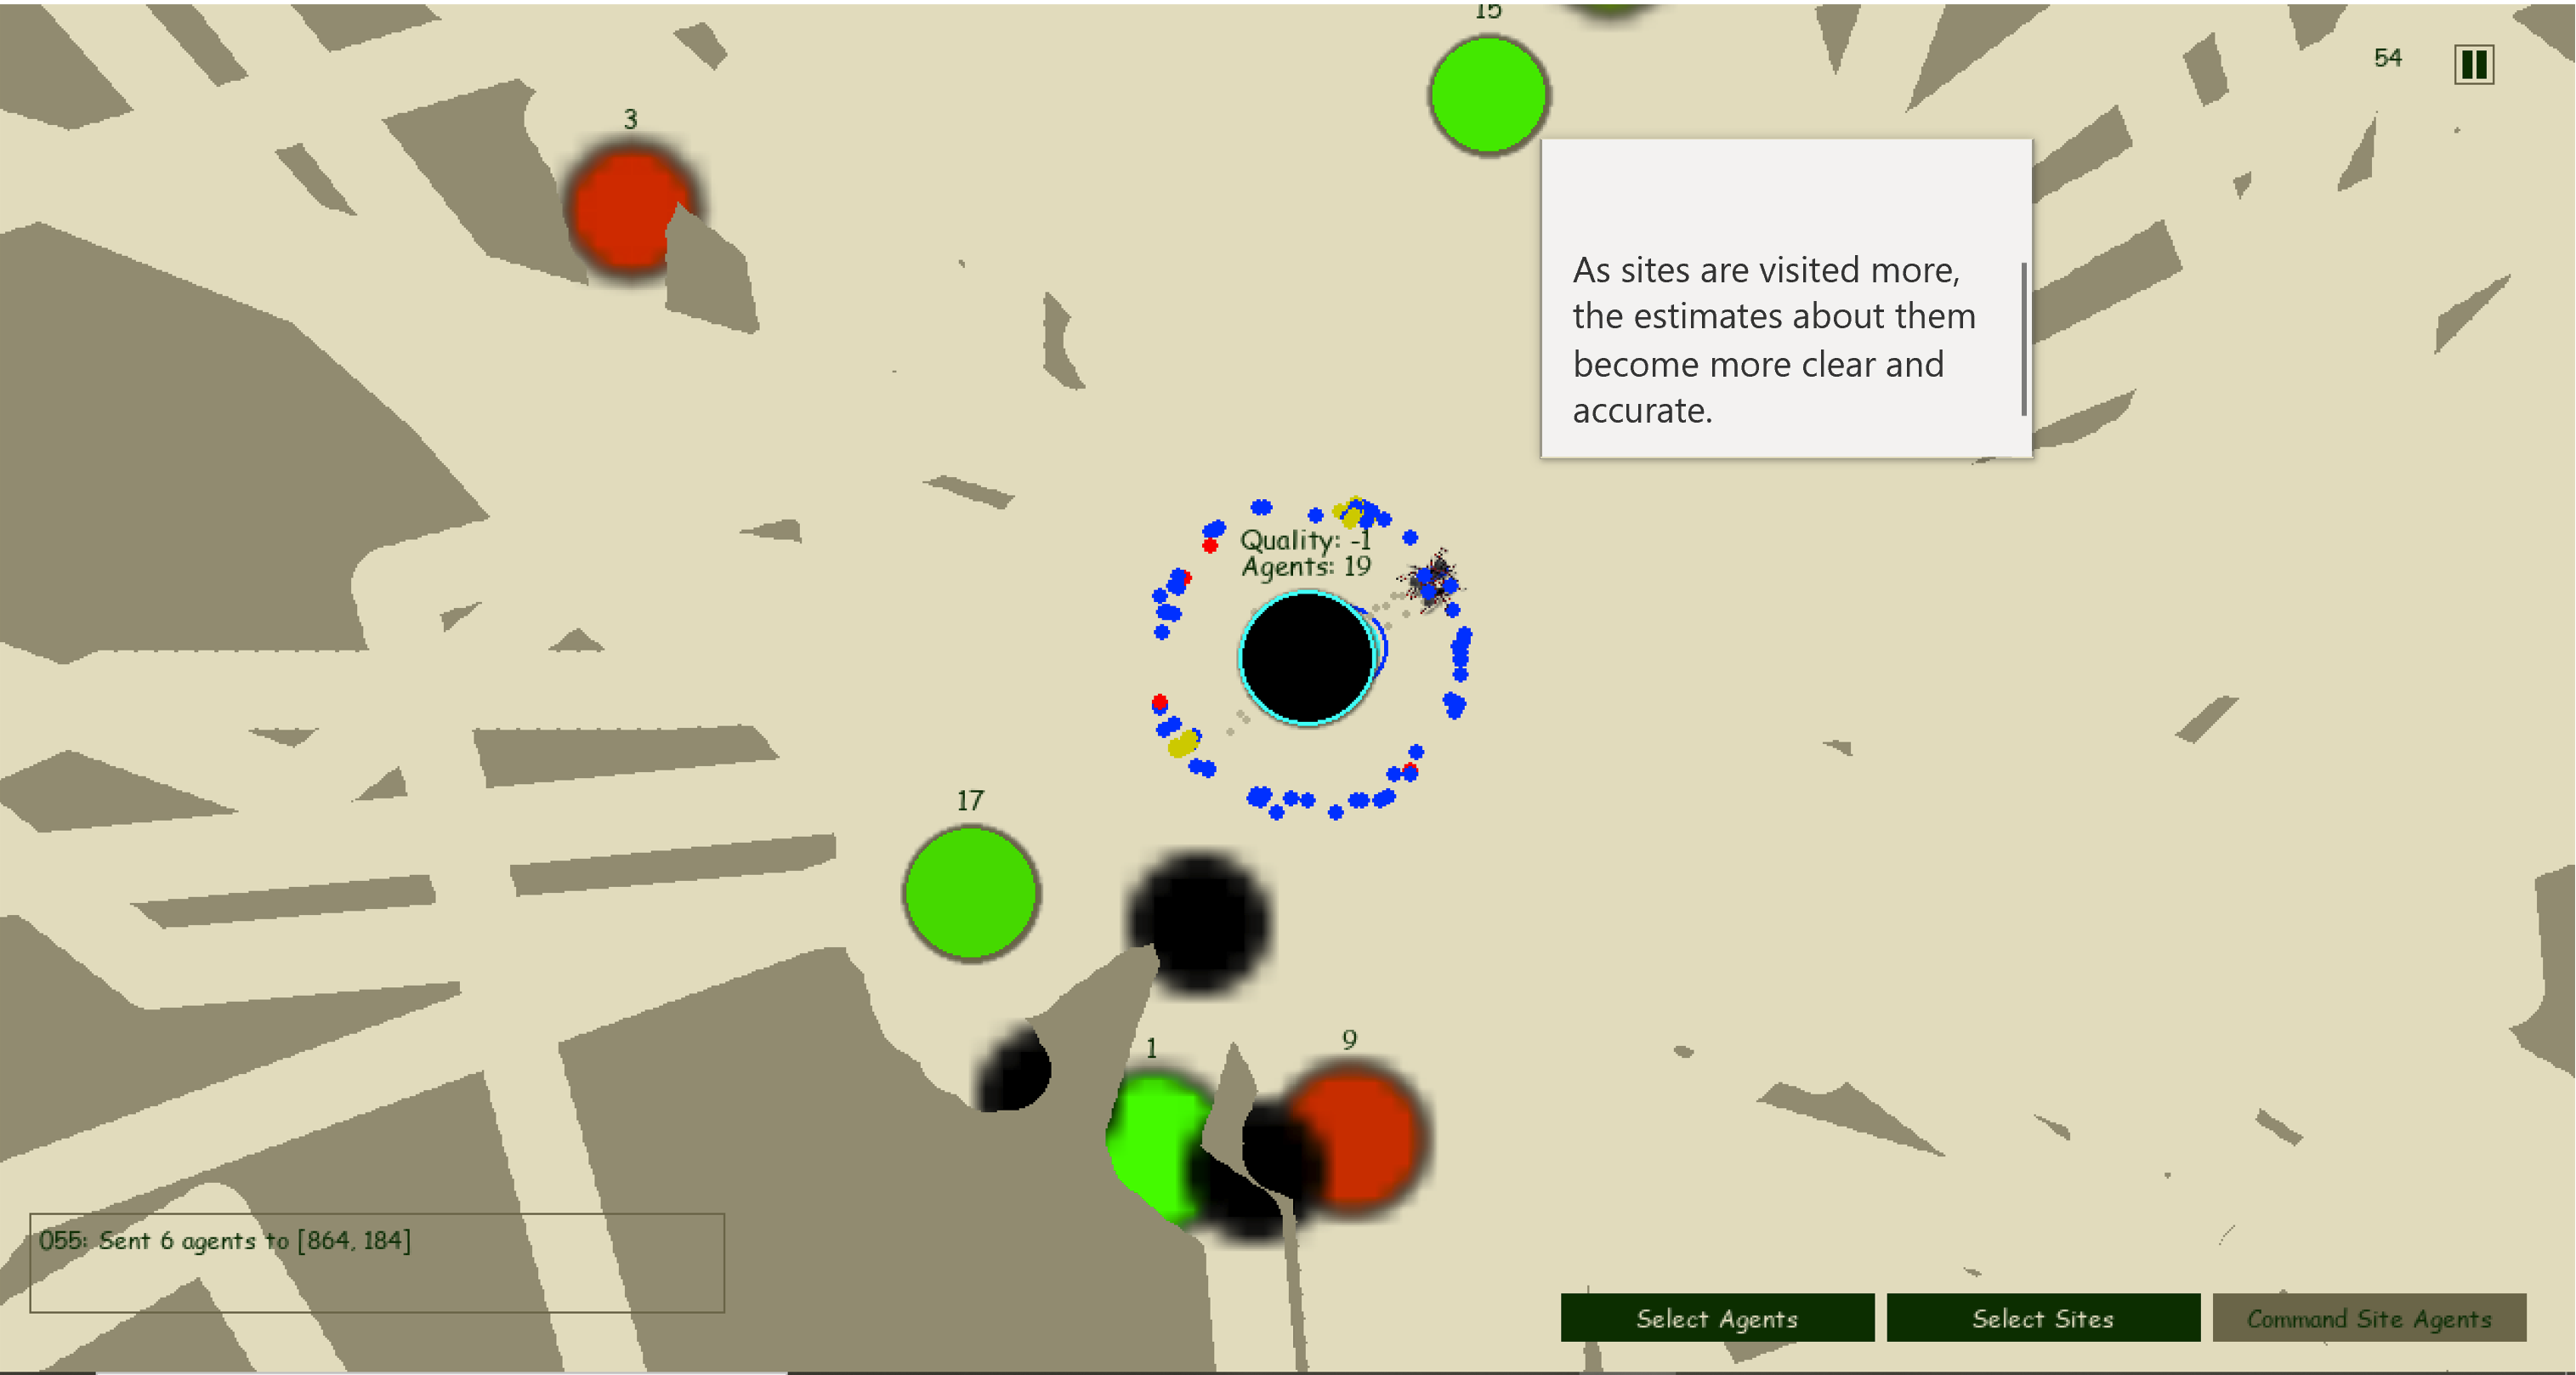 15
54
3
As sites are visited more,
the estimates about them
become more clear and
accurate.
Quality: -1
Agents: 19
17
9
1
055: Sent 6 agents to [864, 184]
Select Agents
Select Sites
Command Site Agents